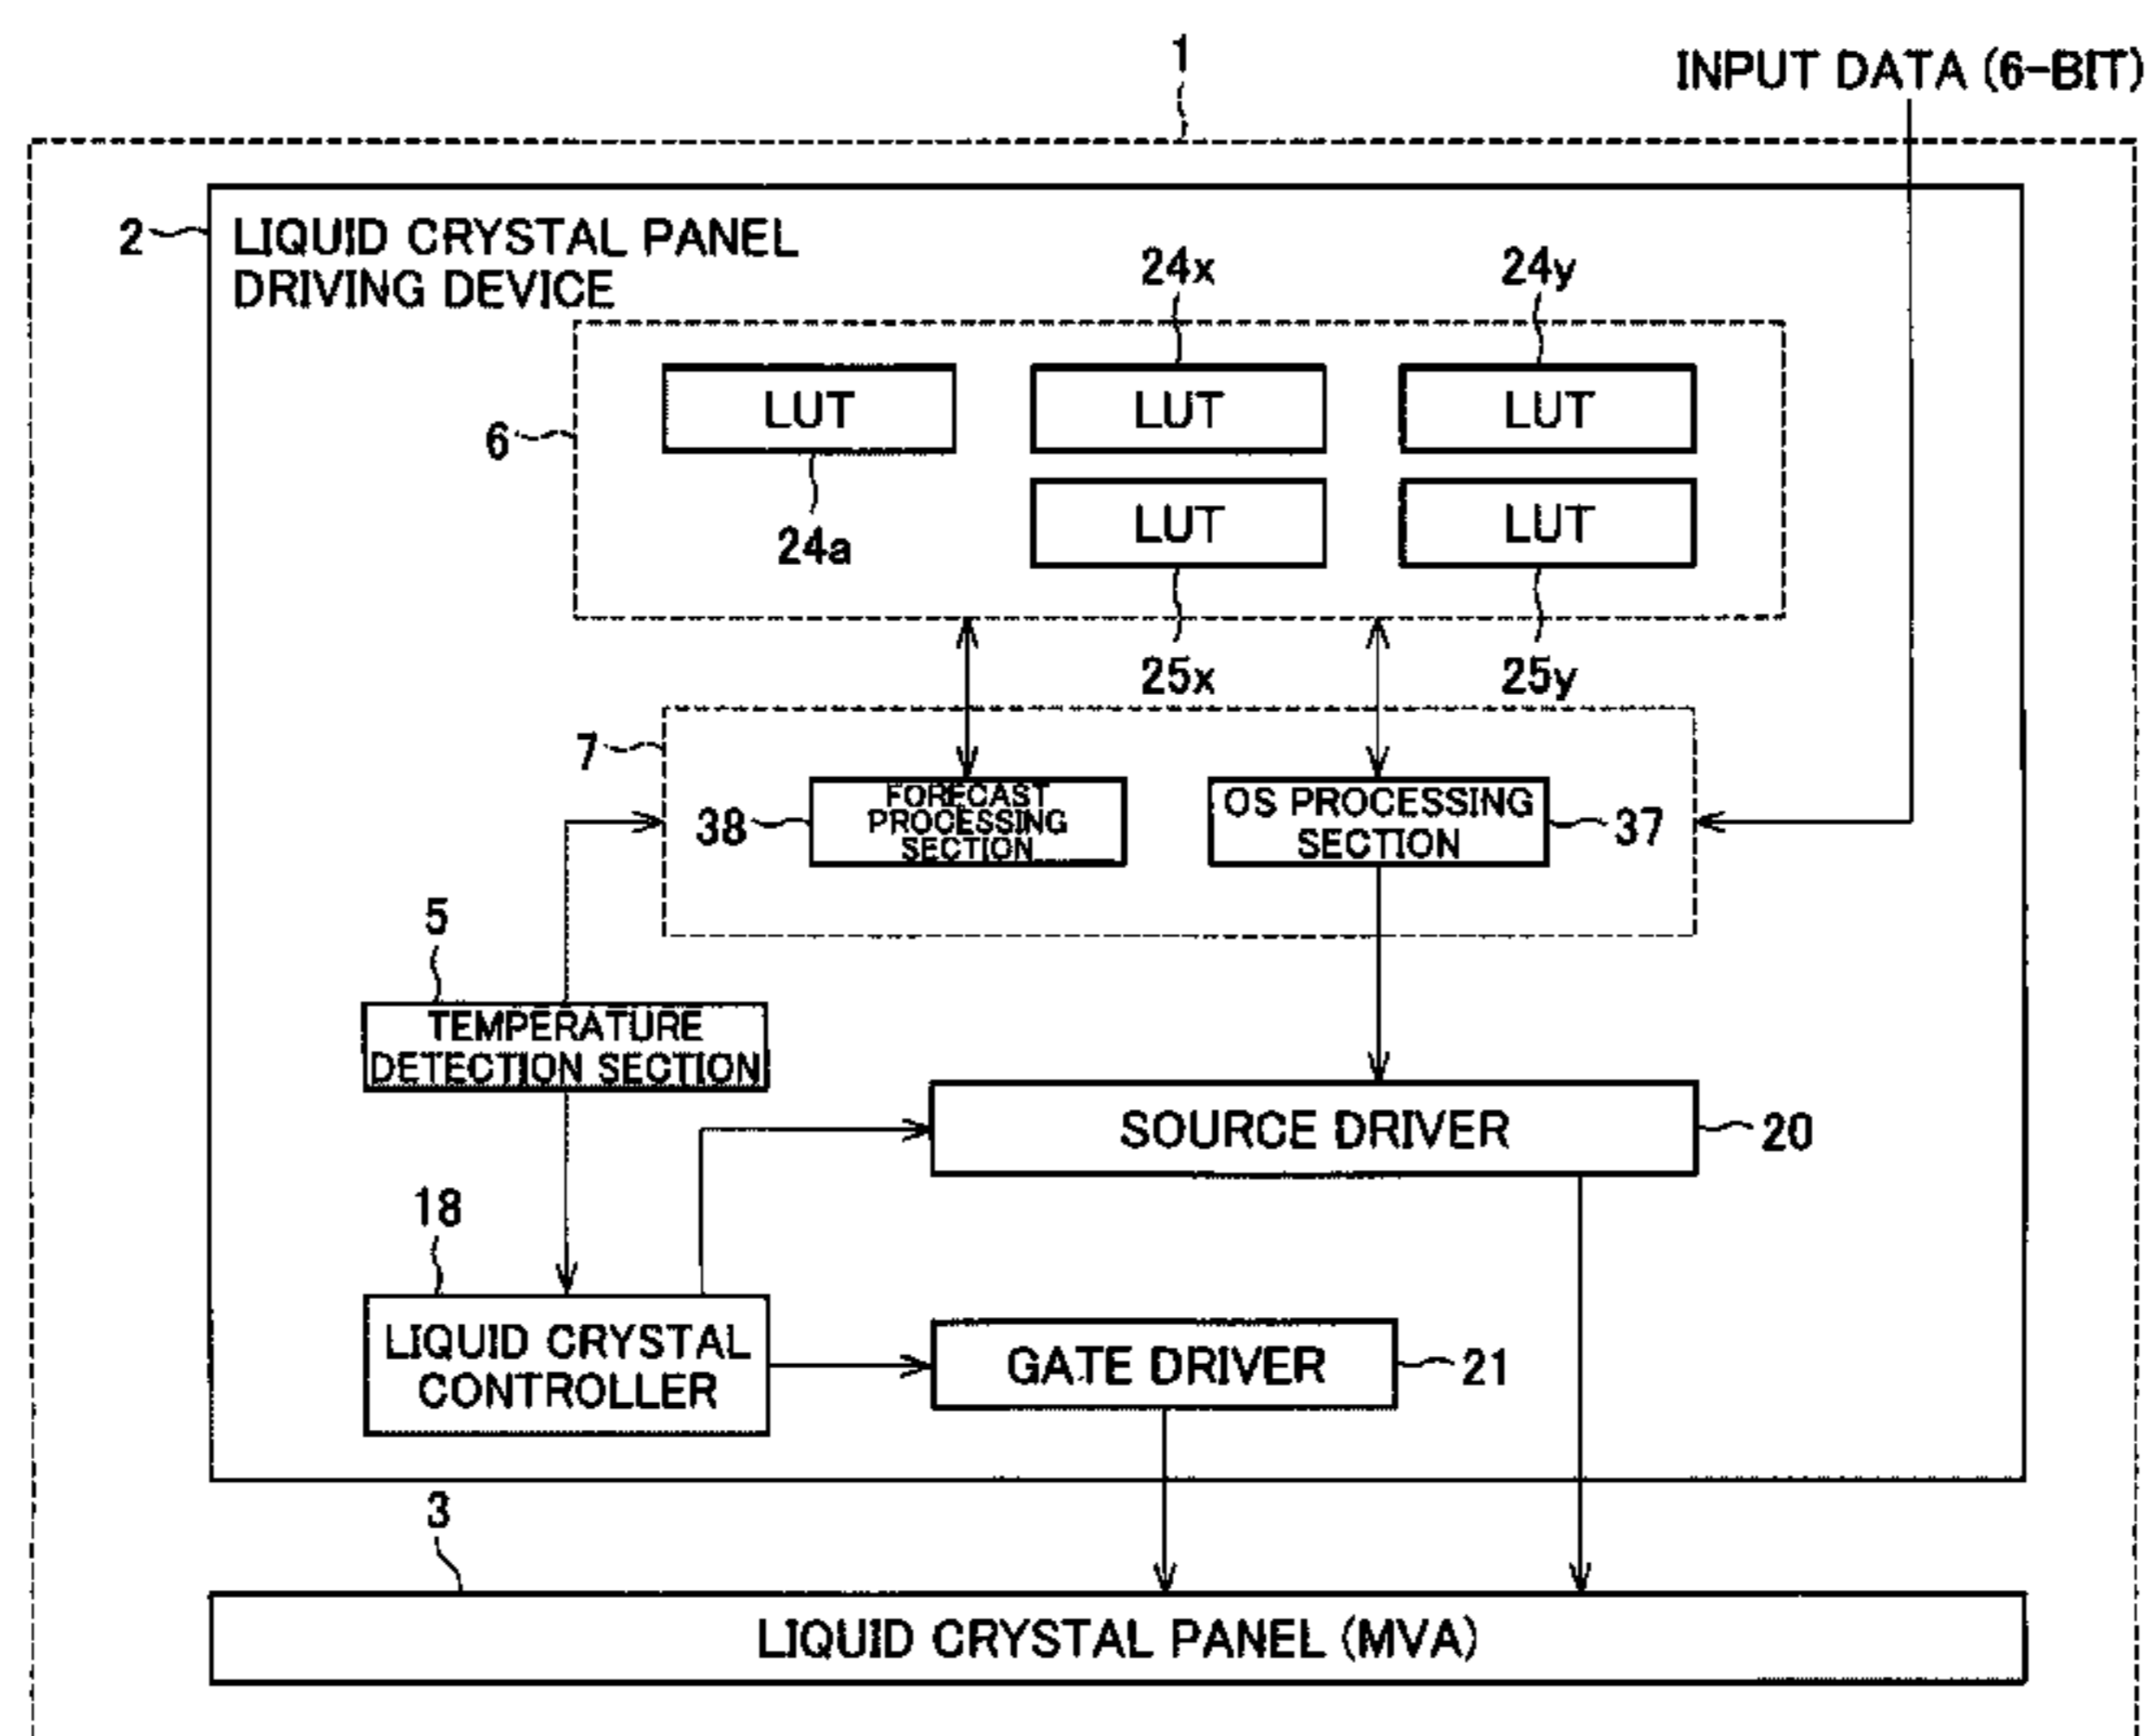 1
INPUT DATA (6-BIT)
2
LIQUID CRYSTAL PANEL
DRIVING DEVICE
24x
24y
6
LUT
LUT
LUT
24a
LUT
LUT
25x
25y
7
38
FORECAST
PROCESSING
SECTION
OS PROCESSING
SECTION
37
5
TEMPERATURE
DETECTION SECTION
SOURCE DRIVER
20
18
LIQUID CRYSTAL
CONTROLLER
GATE DRIVER
21
3
LIQUID CRYSTAL PANEL (MVA)